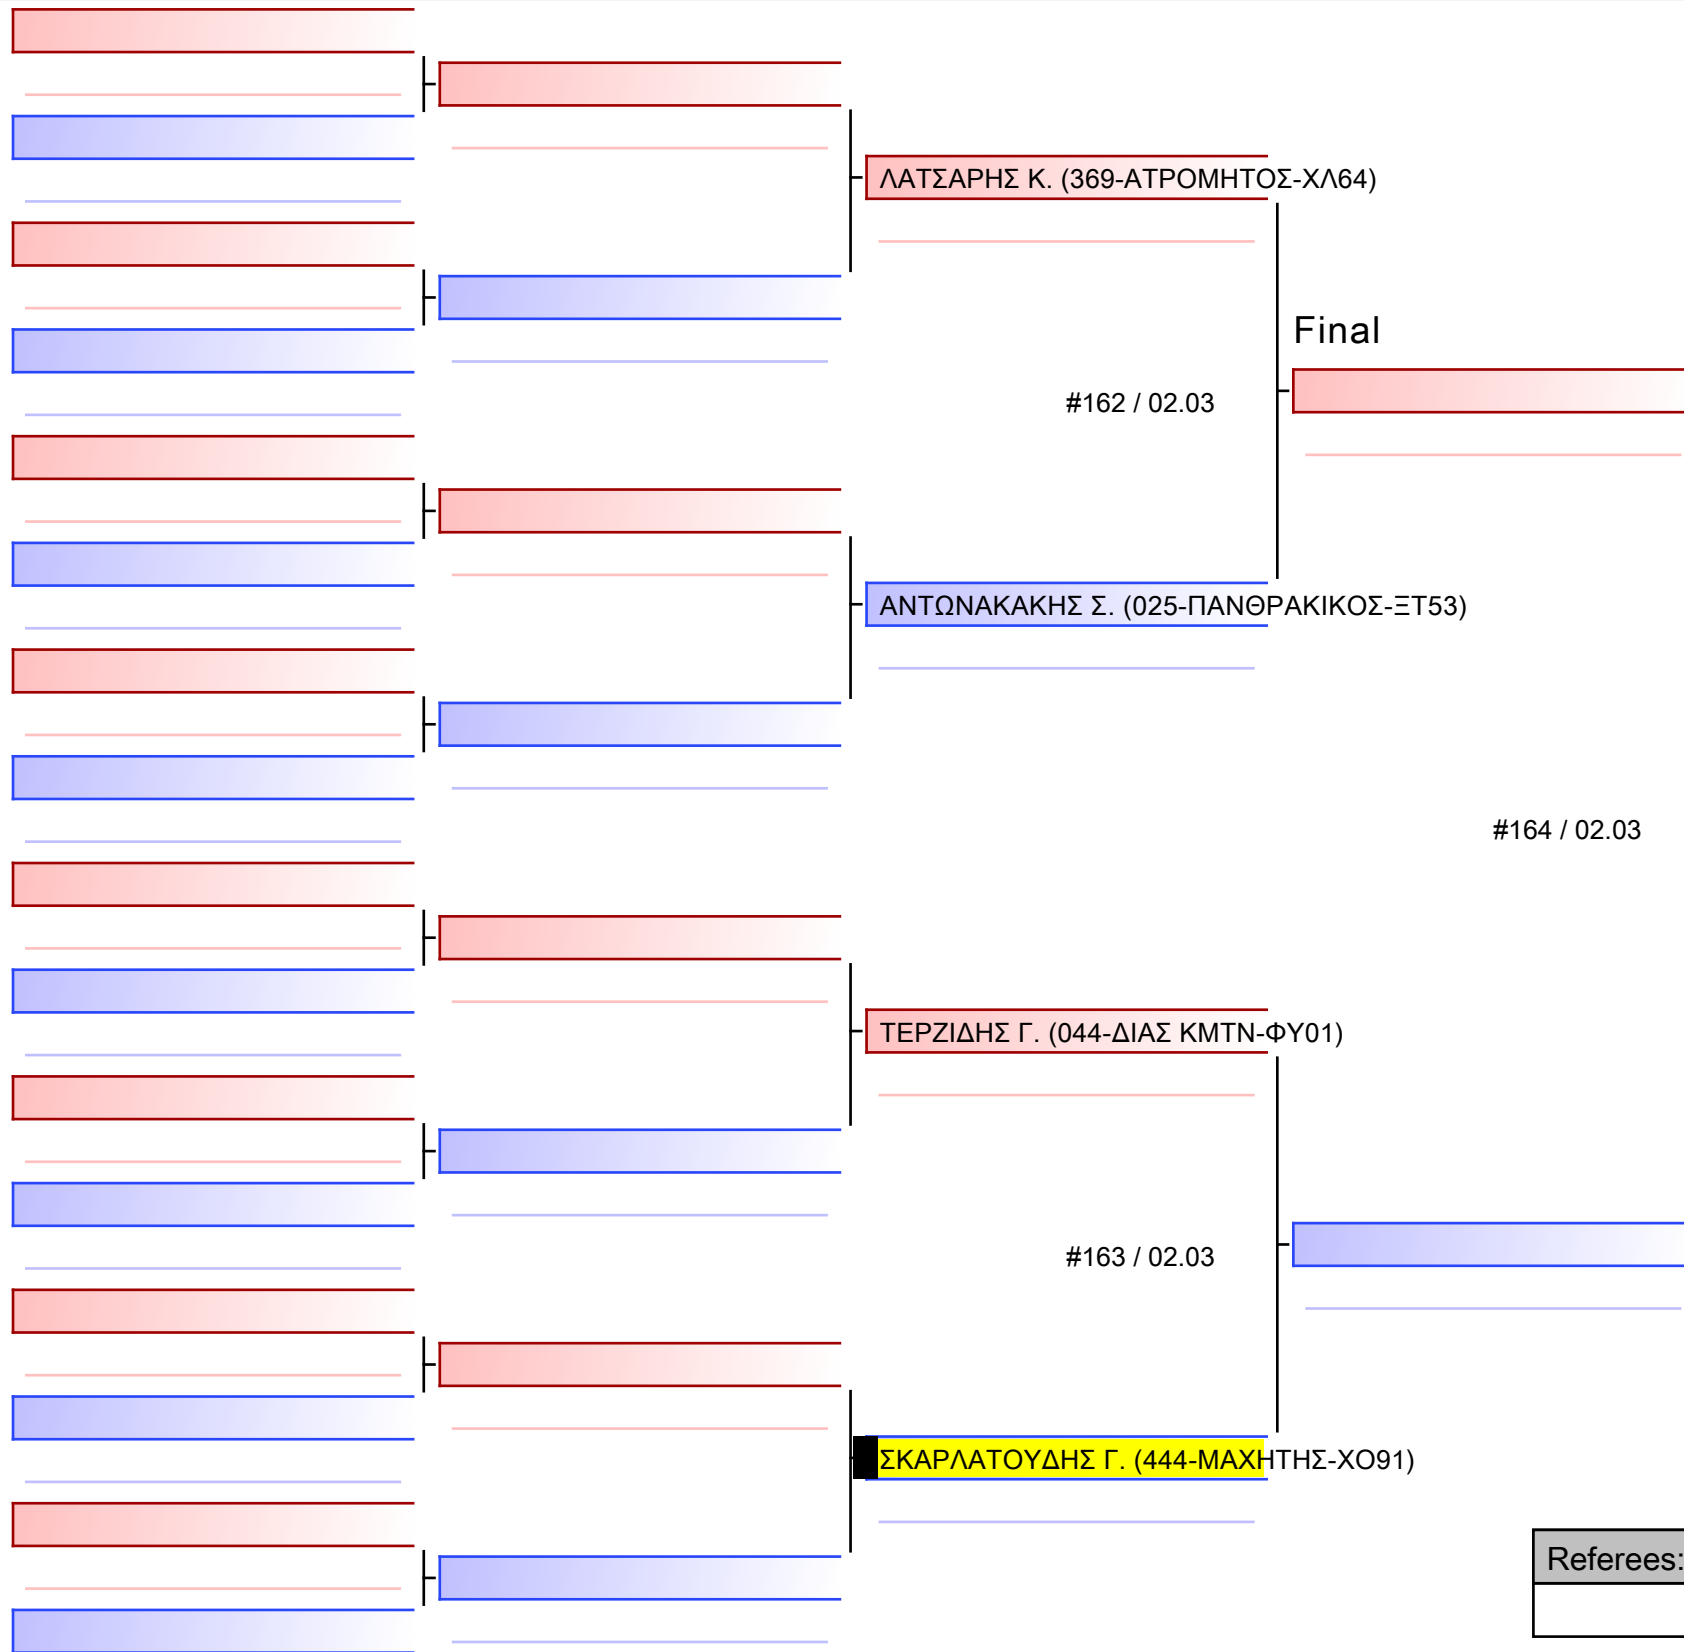 ΛΑΤΣΑΡΗΣ Κ. (369-ΑΤΡΟΜΗΤΟΣ-ΧΛ64)
Final
#162 / 02.03
ΑΝΤΩΝΑΚΑΚΗΣ Σ. (025-ΠΑΝΘΡΑΚΙΚΟΣ-ΞΤ53)
#164 / 02.03
ΤΕΡΖΙΔΗΣ Γ. (044-ΔΙΑΣ ΚΜΤΝ-ΦΥ01)
#163 / 02.03
ΣΚΑΡΛΑΤΟΥΔΗΣ Γ. (444-ΜΑΧΗΤΗΣ-ΧΟ91)
Referees: